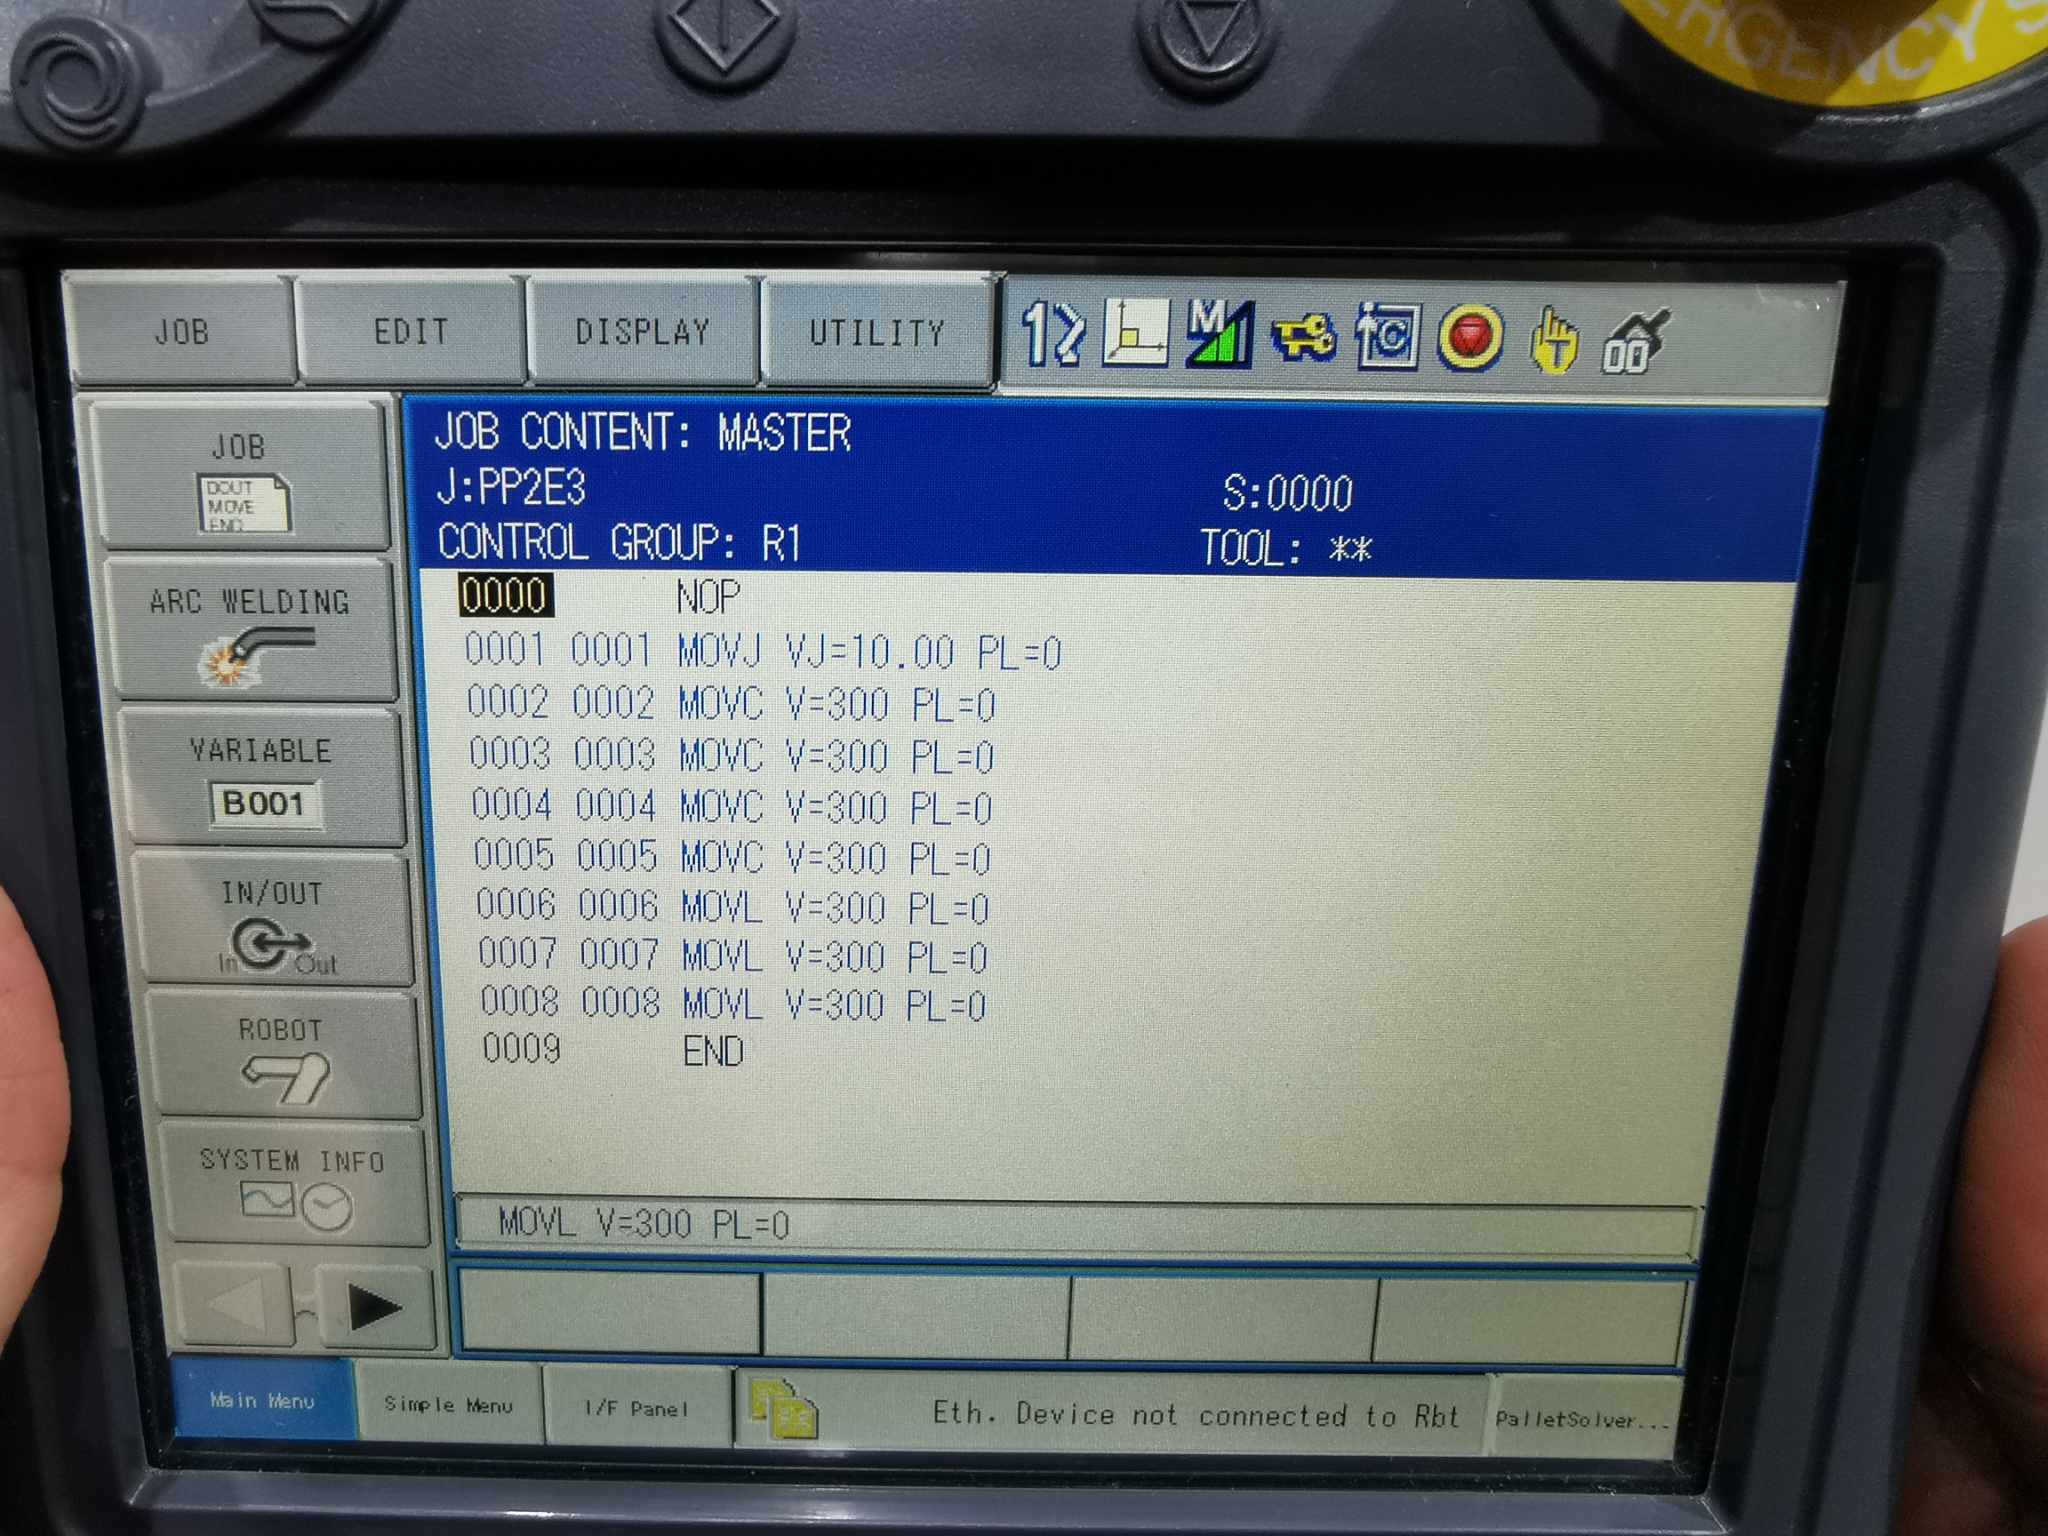 ERGENCY S
JOB EDIT DISPLAY UTILITY
JOB
DOUT
MOVE
END
ARC WELDING
VARIABLE
B001
IN/OUT
In Out
ROBOT
SYSTEM INFO
JOB CONTENT: MASTER
J:PP2E3 S:0000
CONTROL GROUP: R1 TOOL: **
0000 NOP
0001 0001 MOVJ VJ=10.00 PL=0
0002 0002 MOVC V=300 PL=0
0003 0003 MOVC V=300 PL=0
0004 0004 MOVC V=300 PL=0
0005 0005 MOVC V=300 PL=0
0006 0006 MOVL V=300 PL=0
0007 0007 MOVL V=300 PL=0
0008 0008 MOVL V=300 PL=0
0009 END
MOVL V=300 PL=0
Main Menu Simple Menu I/F Panel Eth. Device not connected to Rbt PalletSolver...
1 M C T 00